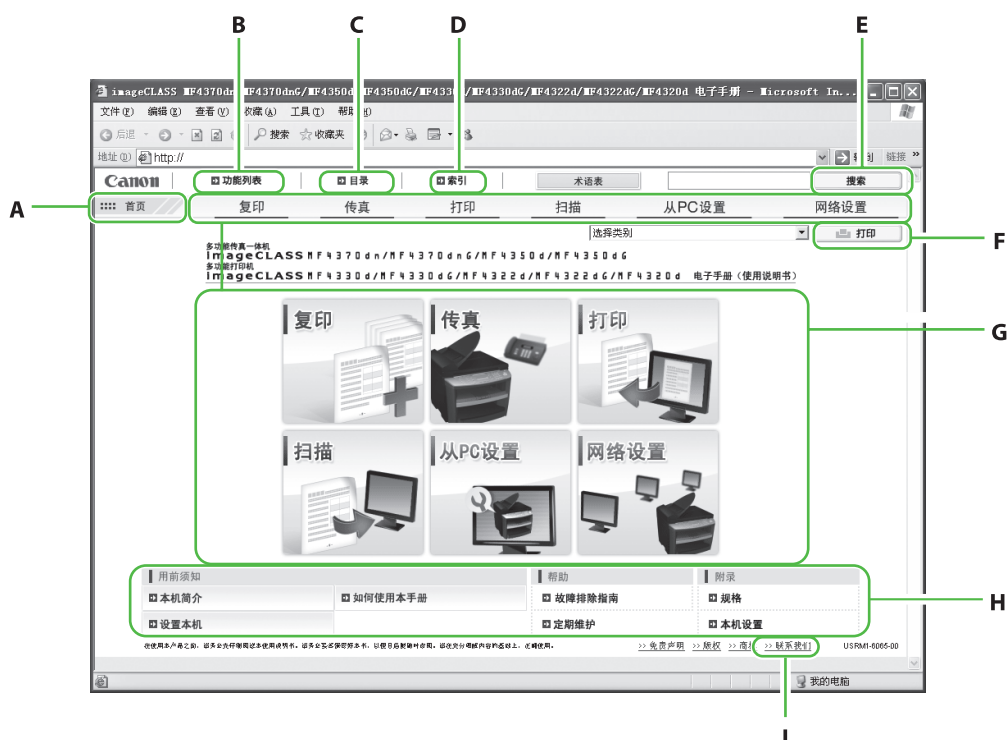 B C D E
imageCLASS MF4370dn/MF4370dnG/MF4350d/MF4350dG/MF4330d/MF4330dG/MF4322d/MF4322dG/MF4320d 电子手册 - Microsoft In...
文件(F) 编辑(E) 查看(V) 收藏(A) 工具(T) 帮助(H)
后退 搜索 收藏夹
地址(D) http:// 转到 链接 »
Canon 功能列表 目录 索引 术语表 搜索
A 首页 复印 传真 打印 扫描 从PC设置 网络设置
选择类别 打印 F
多功能传真一体机
imageCLASS MF4370dn/MF4370dnG/MF4350d/MF4350dG
多功能打印机
imageCLASS MF4330d/MF4330dG/MF4322d/MF4322dG/MF4320d 电子手册（使用说明书）
复印 传真 打印 G
扫描 从PC设置 网络设置
用前须知 帮助 附录
本机简介 如何使用本手册 故障排除指南 规格 H
设置本机 定期维护 本机设置
>> 免责声明 >> 版权 >> >> 联系我们 USRM1-6065-00
我的电脑
I